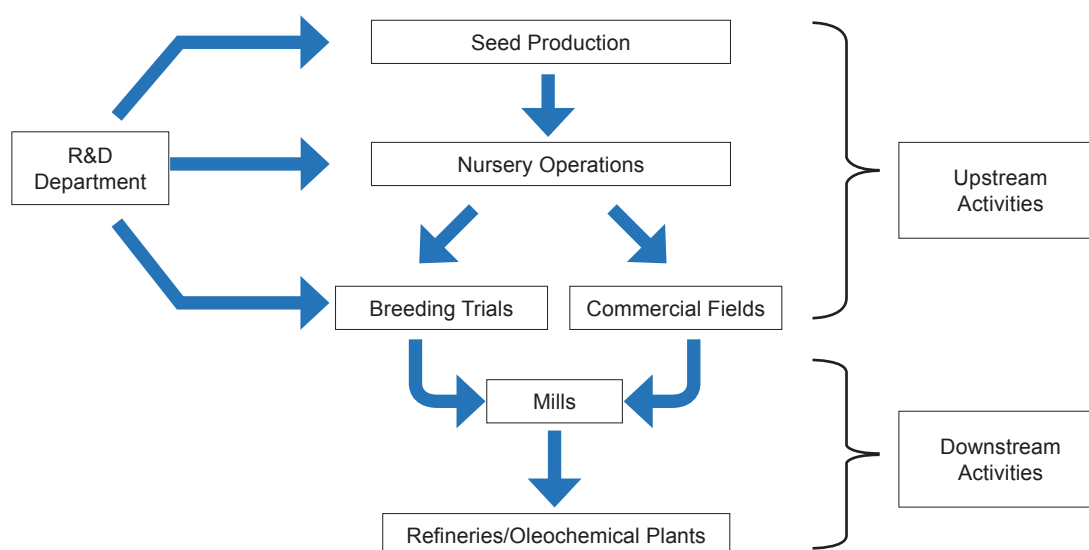 Seed Production
R&D
Department
Nursery Operations
Upstream
Activities
Breeding Trials
Commercial Fields
Mills
Downstream
Activities
Refineries/Oleochemical Plants